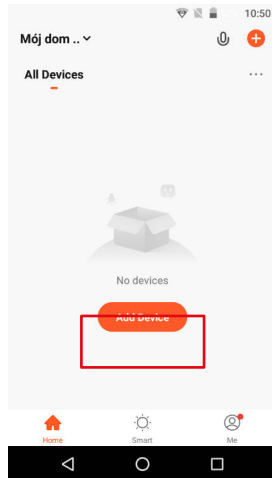 10:50
Mój dom ..
All Devices
...
No devices
Add Device
Home Smart Me